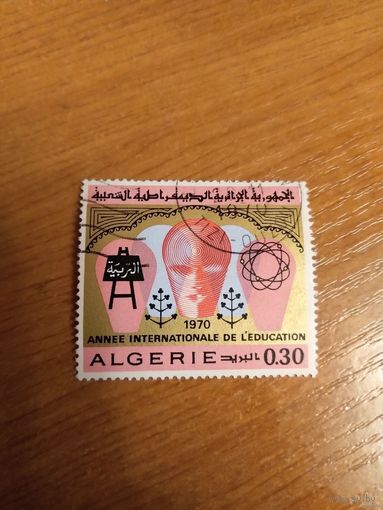 الجمهورية الجزائرية الديمقراطية الشعبية
التربية
1970
ANNEE INTERNATIONALE DE L'EDUCATION
ALGERIE البريد 0.30